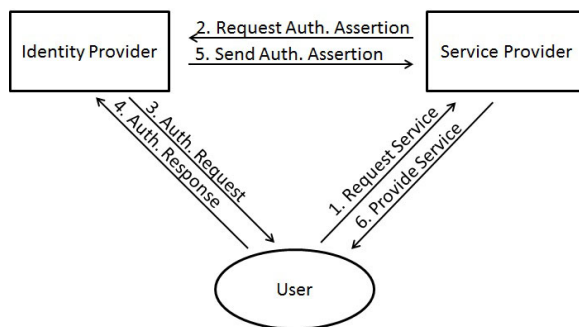 2. Request Auth. Assertion
Identity Provider
5. Send Auth. Assertion
Service Provider
3. Auth. Request
4. Auth. Response
1. Request Service
6. Provide Service
User